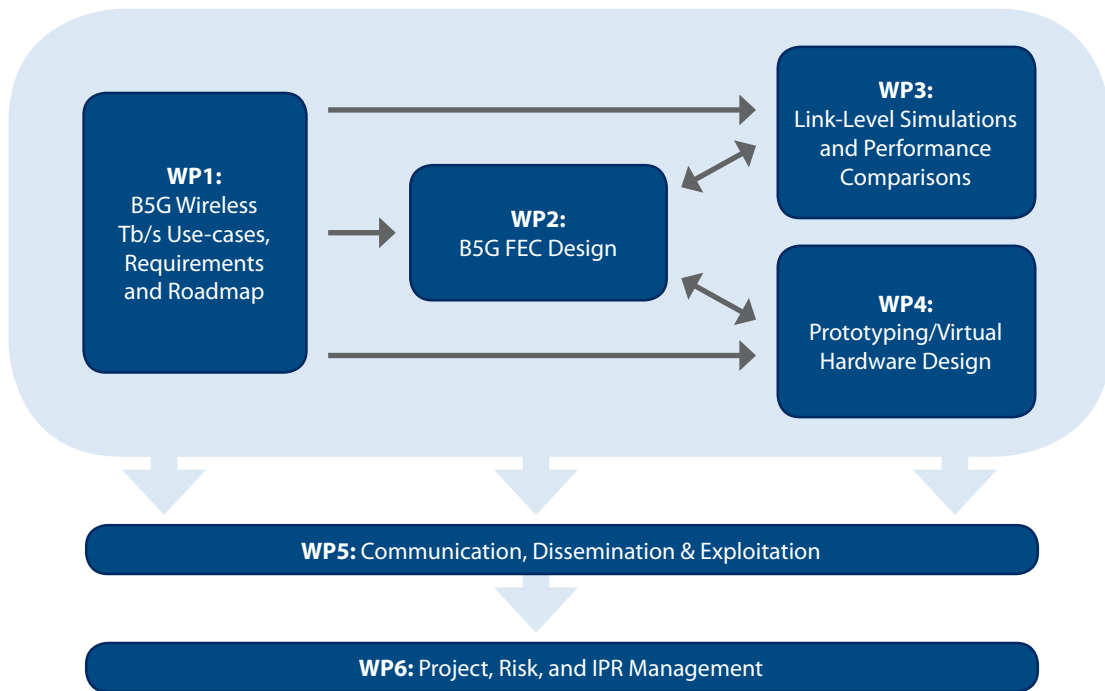 WP1:
B5G Wireless
Tb/s Use-cases,
Requirements
and Roadmap
WP2:
B5G FEC Design
WP3:
Link-Level Simulations
and Performance
Comparisons
WP4:
Prototyping/Virtual
Hardware Design
WP5: Communication, Dissemination & Exploitation
WP6: Project, Risk, and IPR Management